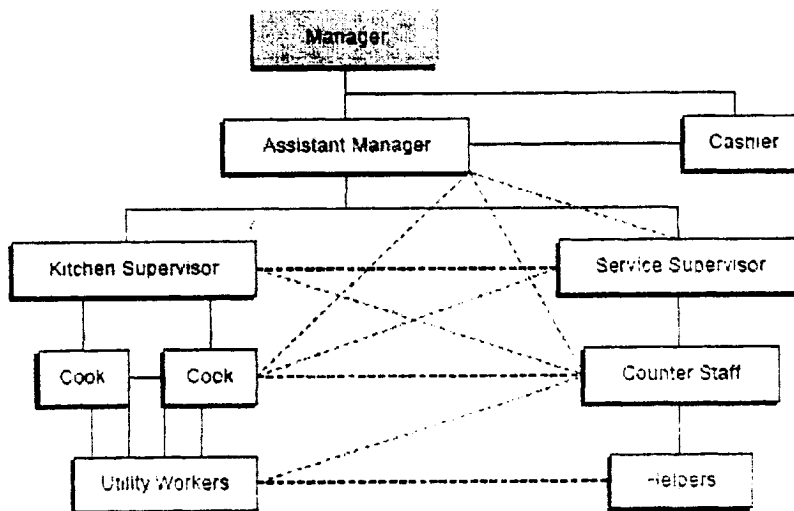 Manager
Assistant Manager
Cashier
Kitchen Supervisor
Service Supervisor
Cook
Cook
Counter Staff
Utility Workers
Helpers